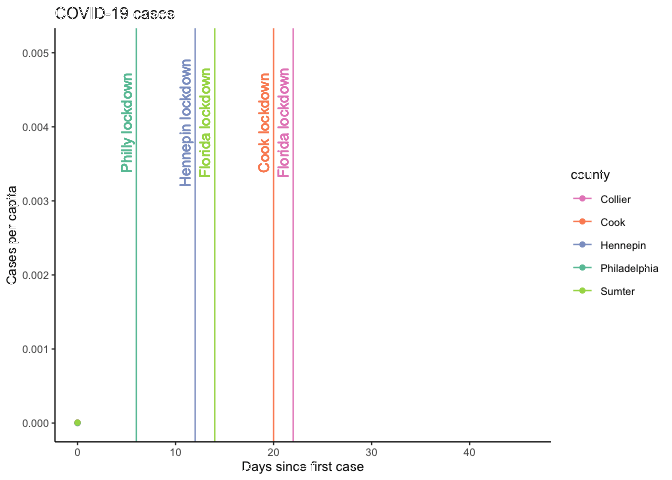 COVID-19 cases
0.005
0.004
0.003
0.002
0.001
0.000
Cases per capita
Philly lockdown
Hennepin lockdown
Florida lockdown
Cook lockdown
Florida lockdown
0
10
20
30
40
Days since first case
county
Collier
Cook
Hennepin
Philadelphia
Sumter